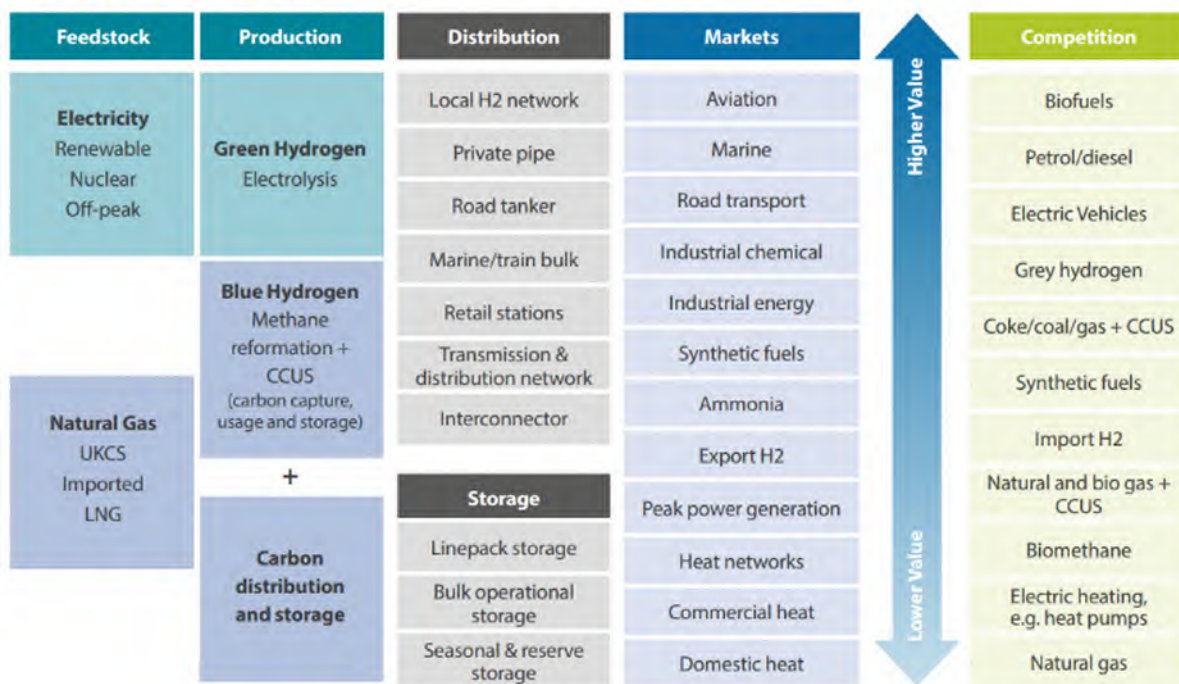 Feedstock
Electricity
Renewable
Nuclear
Off-peak
Natural Gas
UKCS
Imported
LNG
Production
Green Hydrogen
Electrolysis
Blue Hydrogen
Methane
reformation +
CCUS
(carbon capture,
usage and storage)
+
Carbon
distribution
and storage
Distribution
Local H2 network
Private pipe
Road tanker
Marine/train bulk
Retail stations
Transmission &
distribution network
Interconnector
Storage
Linepack storage
Bulk operational
storage
Seasonal & reserve
storage
Markets
Aviation
Marine
Road transport
Industrial chemical
Industrial energy
Synthetic fuels
Ammonia
Export H2
Peak power generation
Heat networks
Commercial heat
Domestic heat
Higher Value
Lower Value
Competition
Biofuels
Petrol/diesel
Electric Vehicles
Grey hydrogen
Coke/coal/gas + CCUS
Synthetic fuels
Import H2
Natural and bio gas +
CCUS
Biomethane
Electric heating,
e.g. heat pumps
Natural gas